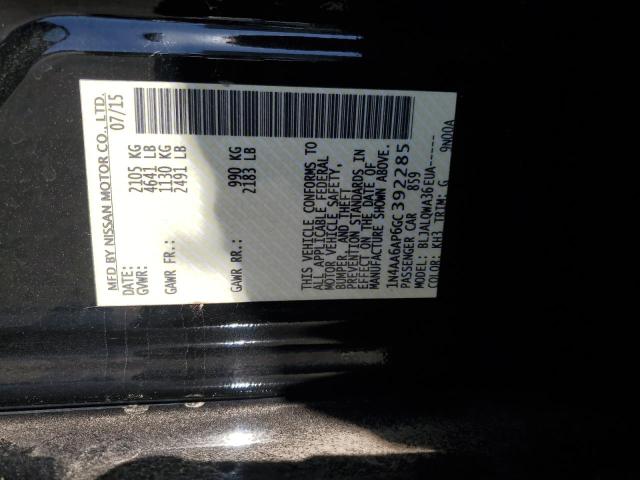 MFD BY NISSAN MOTOR CO., LTD.
07/15
DATE: 2105 KG
GVWR: 4641 LB
GAWR FR.: 1130 KG
2491 LB
GAWR RR.: 990 KG
2183 LB
THIS VEHICLE CONFORMS TO
ALL APPLICABLE FEDERAL
MOTOR VEHICLE SAFETY,
BUMPER, AND THEFT
PREVENTION STANDARDS IN
EFFECT ON THE DATE OF
MANUFACTURE SHOWN ABOVE.
1N4AA6AP6GC392285
PASSENGER CAR 859
MODEL: BLJALQWA36EUA-----
COLOR: KH3 TRIM: G 9N00A